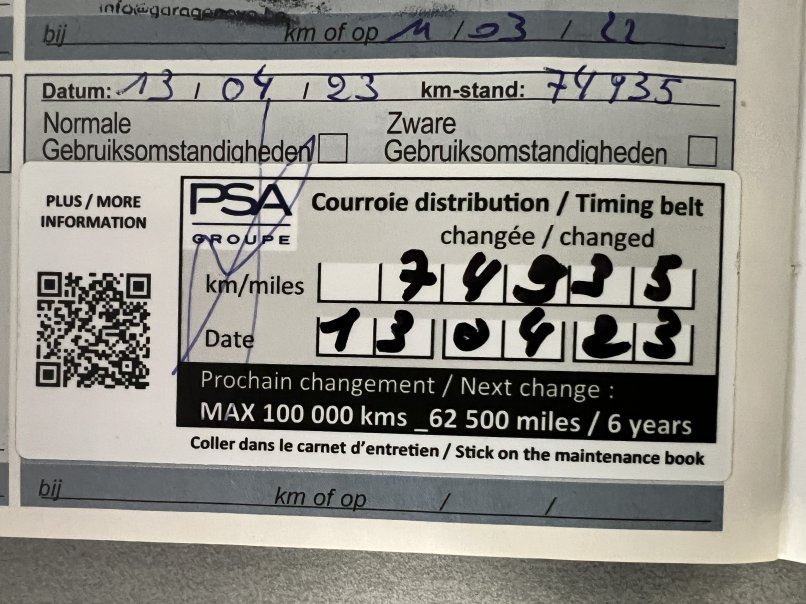 bij km of op 11 / 03 / 22
Datum: 13 / 04 / 23 km-stand: 74935
Normale
Gebruiksomstandigheden
Zware
Gebruiksomstandigheden
PLUS / MORE
INFORMATION
PSA
GROUPE
Courroie distribution / Timing belt
changée / changed
km/miles 74935
Date 13 04 23
Prochain changement / Next change :
MAX 100 000 kms _62 500 miles / 6 years
Coller dans le carnet d'entretien / Stick on the maintenance book
bij km of op / /